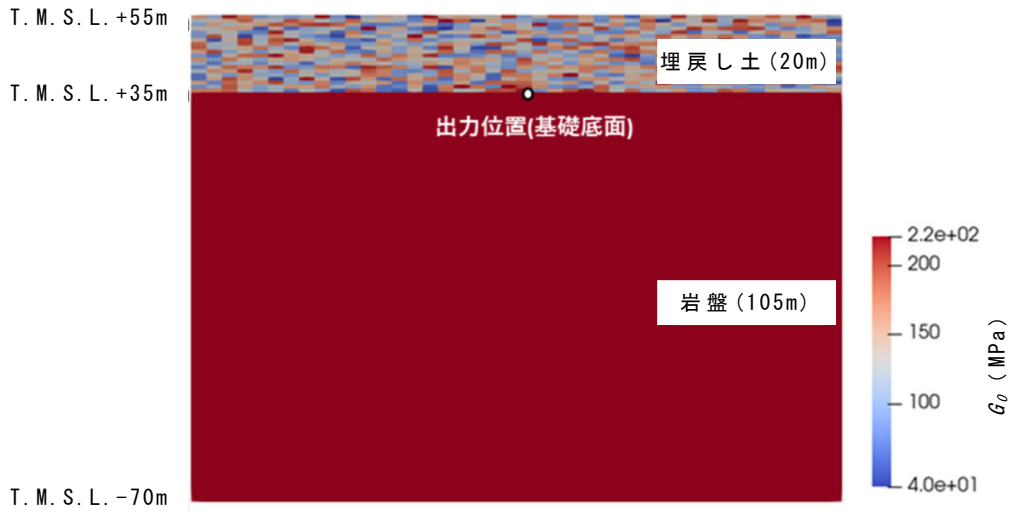 T.M.S.L.+55m
埋戻し土(20m)
T.M.S.L.+35m
出力位置(基礎底面)
2.2e+02
200
岩盤(105m)
150
G0(MPa)
100
4.0e+01
T.M.S.L.-70m